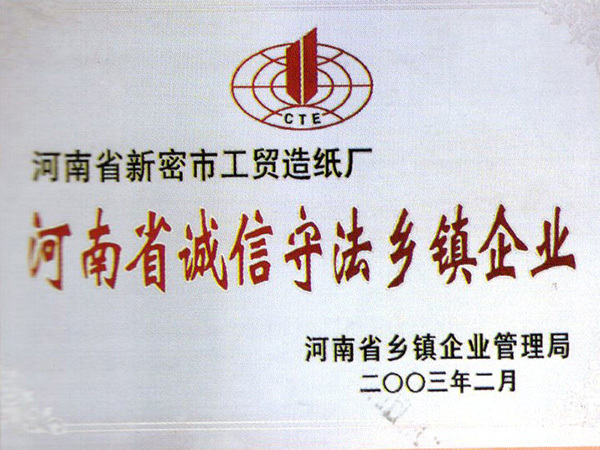 CTE
河南省新密市工贸造纸厂
河南省诚信守法乡镇企业
河南省乡镇企业管理局
二〇〇三年二月